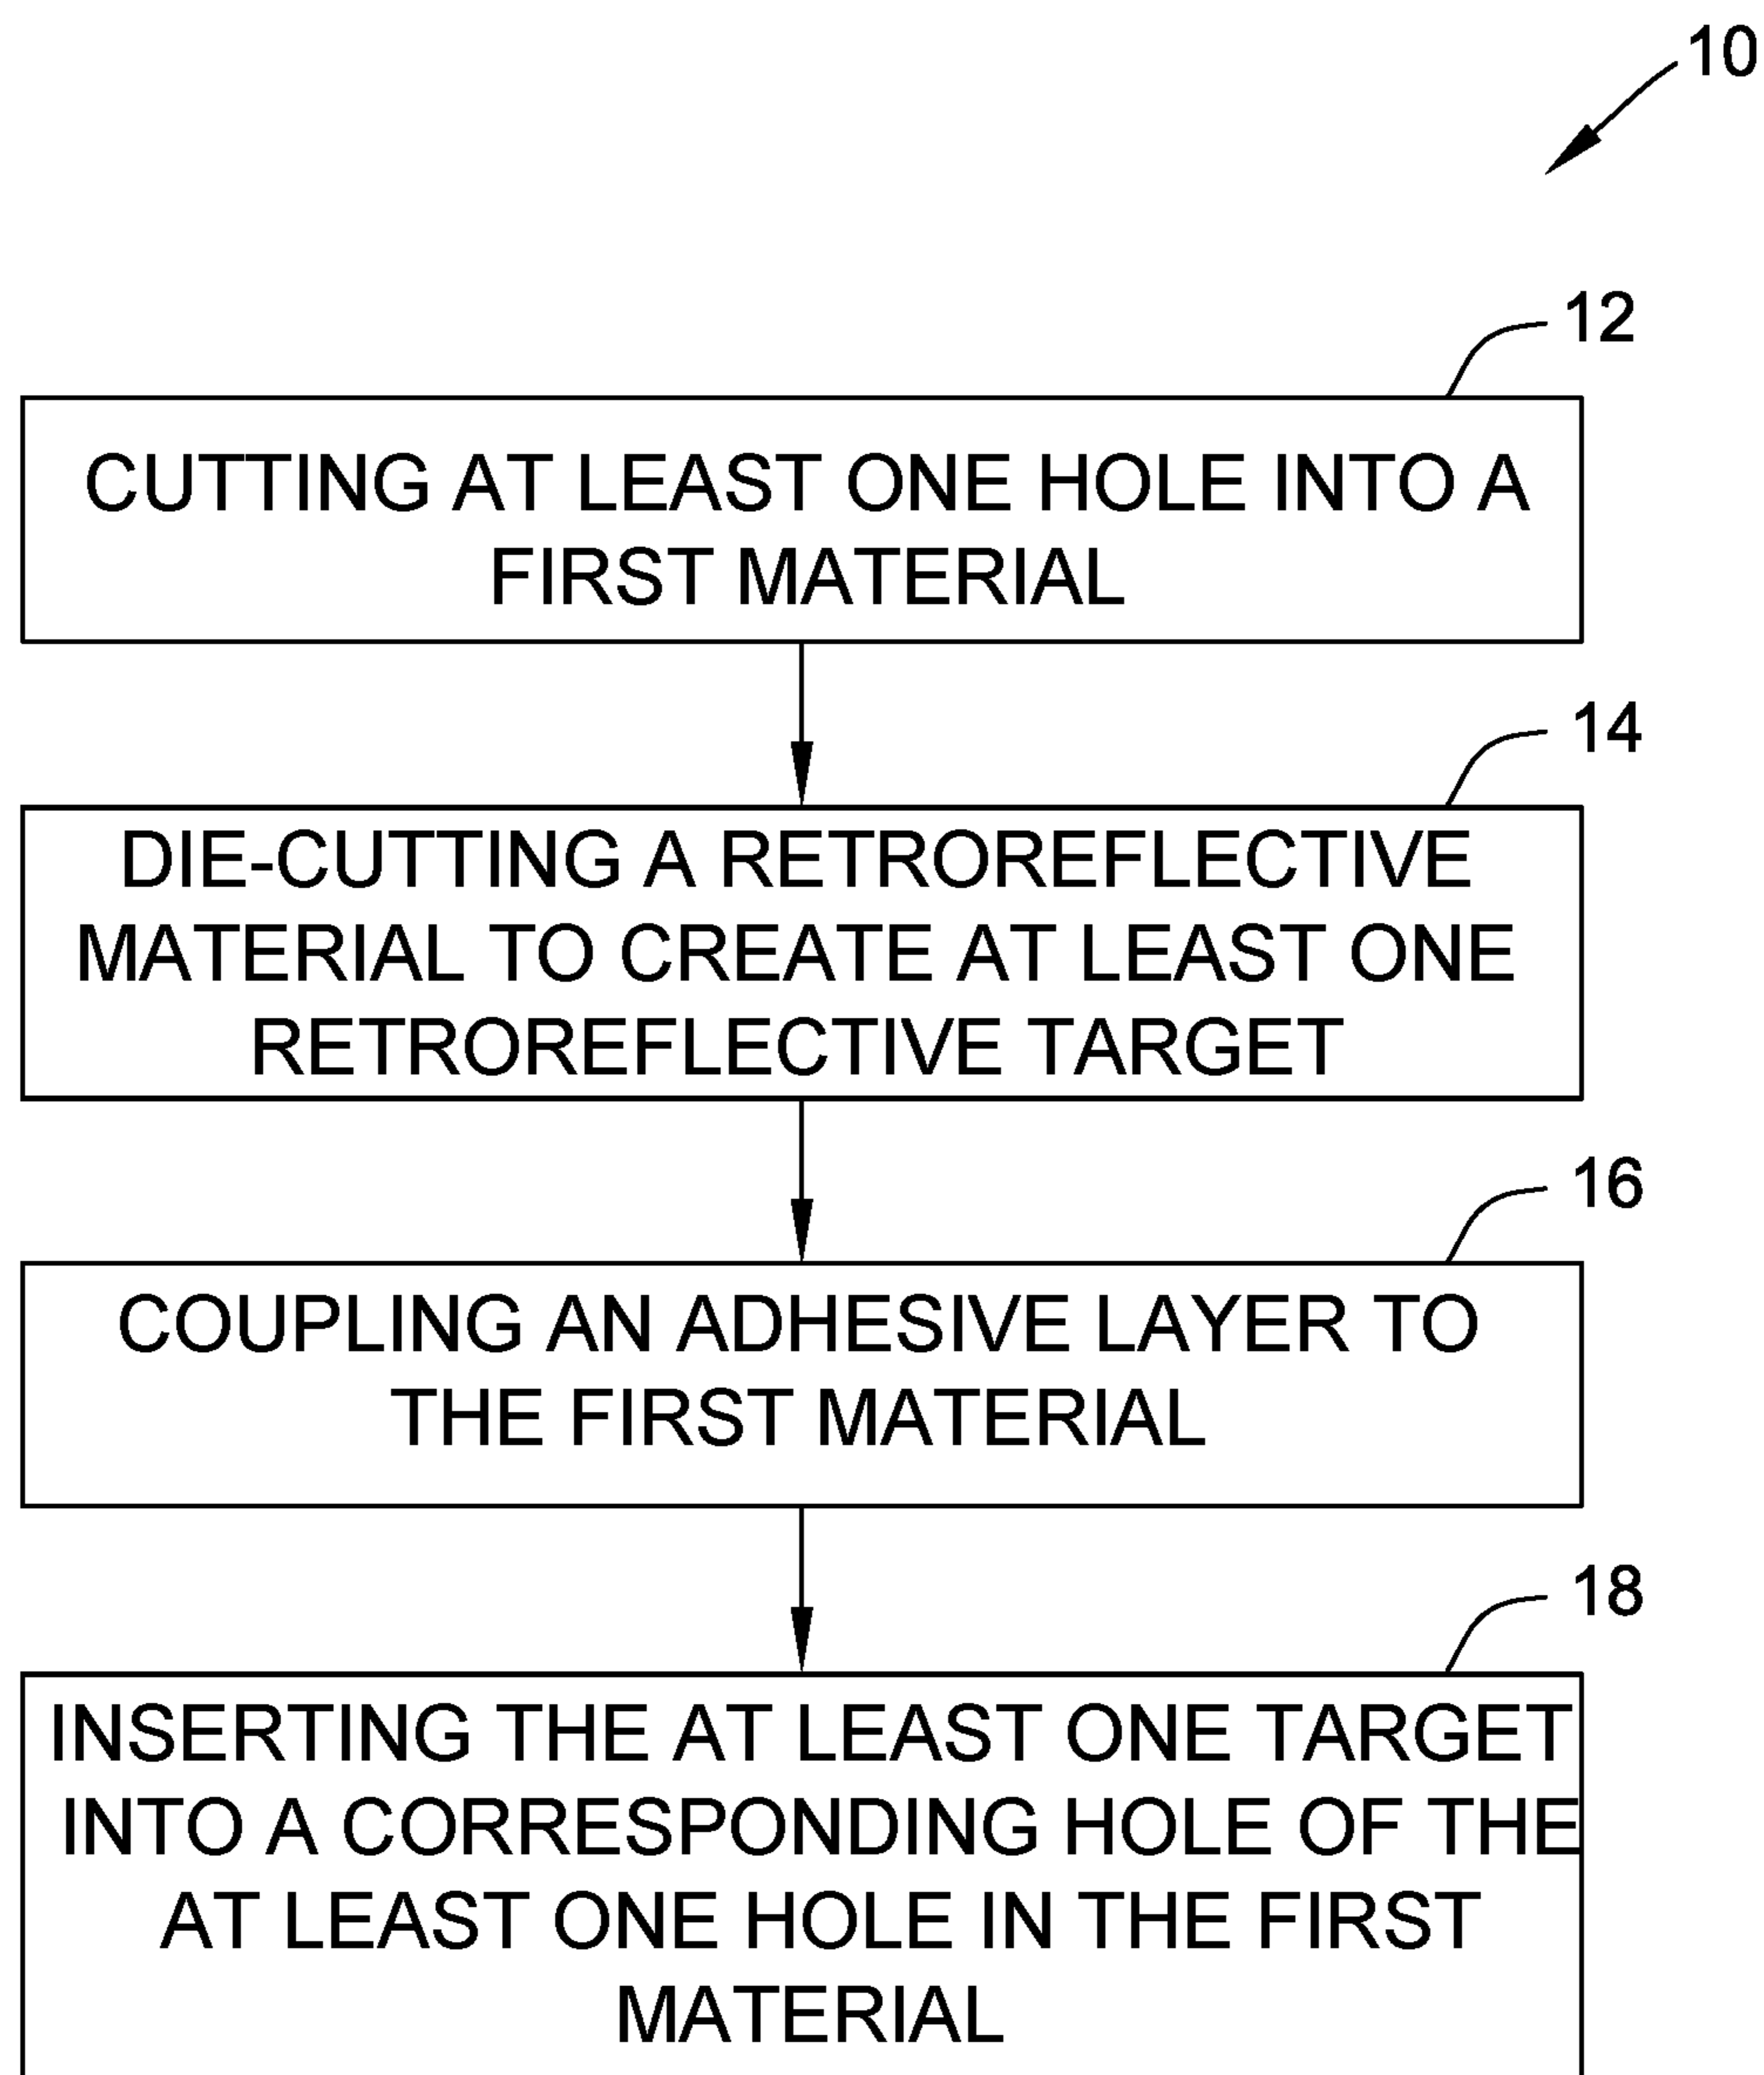 10
12
CUTTING AT LEAST ONE HOLE INTO A
FIRST MATERIAL
14
DIE-CUTTING A RETROREFLECTIVE
MATERIAL TO CREATE AT LEAST ONE
RETROREFLECTIVE TARGET
16
COUPLING AN ADHESIVE LAYER TO
THE FIRST MATERIAL
18
INSERTING THE AT LEAST ONE TARGET
INTO A CORRESPONDING HOLE OF THE
AT LEAST ONE HOLE IN THE FIRST
MATERIAL